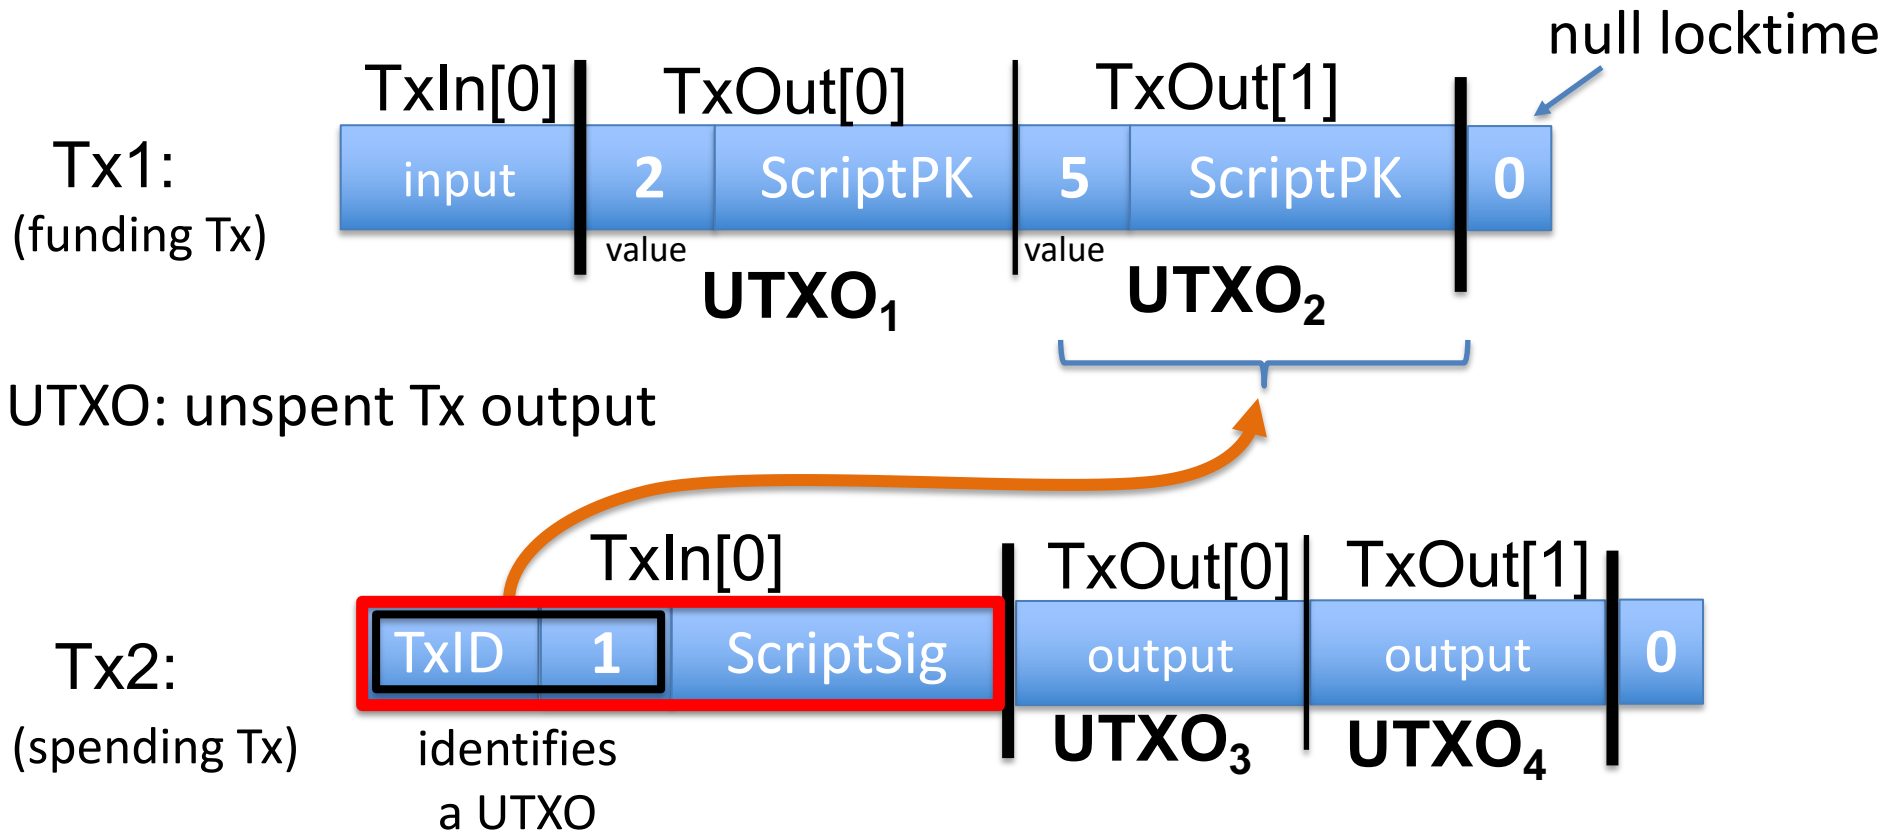 null locktime
TxIn[0] TxOut[0] TxOut[1]
Tx1: input 2 ScriptPK 5 ScriptPK 0
(funding Tx) value value
UTXO1 UTXO2
UTXO: unspent Tx output
TxIn[0] TxOut[0] TxOut[1]
Tx2: TxID 1 ScriptSig output output 0
(spending Tx) identifies UTXO3 UTXO4
a UTXO